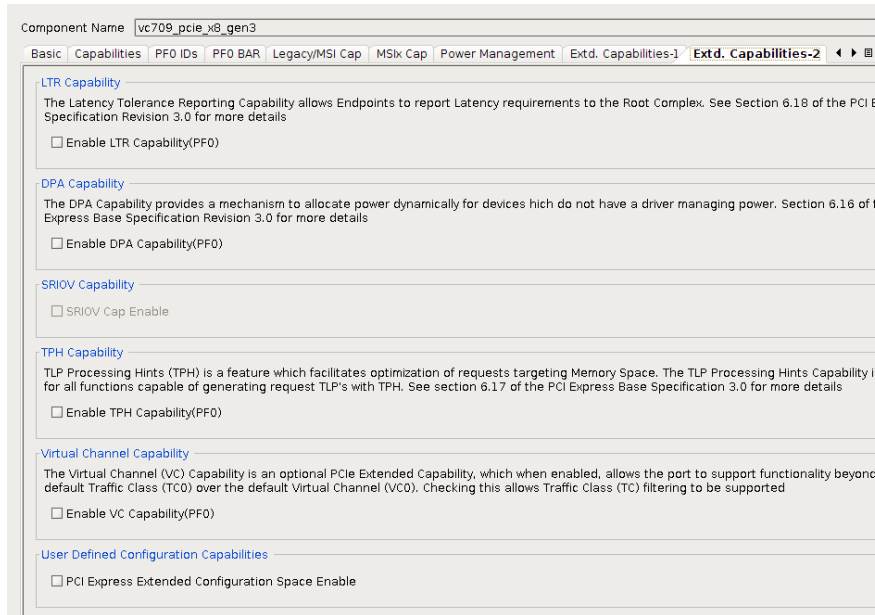 Component Name vc709_pcie_x8_gen3
Basic Capabilities PF0 IDs PF0 BAR Legacy/MSI Cap MSIx Cap Power Management Extd. Capabilities-1 Extd. Capabilities-2
LTR Capability
The Latency Tolerance Reporting Capability allows Endpoints to report Latency requirements to the Root Complex. See Section 6.18 of the PCI
Specification Revision 3.0 for more details
Enable LTR Capability(PF0)
DPA Capability
The DPA Capability provides a mechanism to allocate power dynamically for devices hich do not have a driver managing power. Section 6.16 of
Express Base Specification Revision 3.0 for more details
Enable DPA Capability(PF0)
SRIOV Capability
SRIOV Cap Enable
TPH Capability
TLP Processing Hints (TPH) is a feature which facilitates optimization of requests targeting Memory Space. The TLP Processing Hints Capability
for all functions capable of generating request TLP's with TPH. See section 6.17 of the PCI Express Base Specification 3.0 for more details
Enable TPH Capability(PF0)
Virtual Channel Capability
The Virtual Channel (VC) Capability is an optional PCIe Extended Capability, which when enabled, allows the port to support functionality beyond
default Traffic Class (TC0) over the default Virtual Channel (VC0). Checking this allows Traffic Class (TC) filtering to be supported
Enable VC Capability(PF0)
User Defined Configuration Capabilities
PCI Express Extended Configuration Space Enable